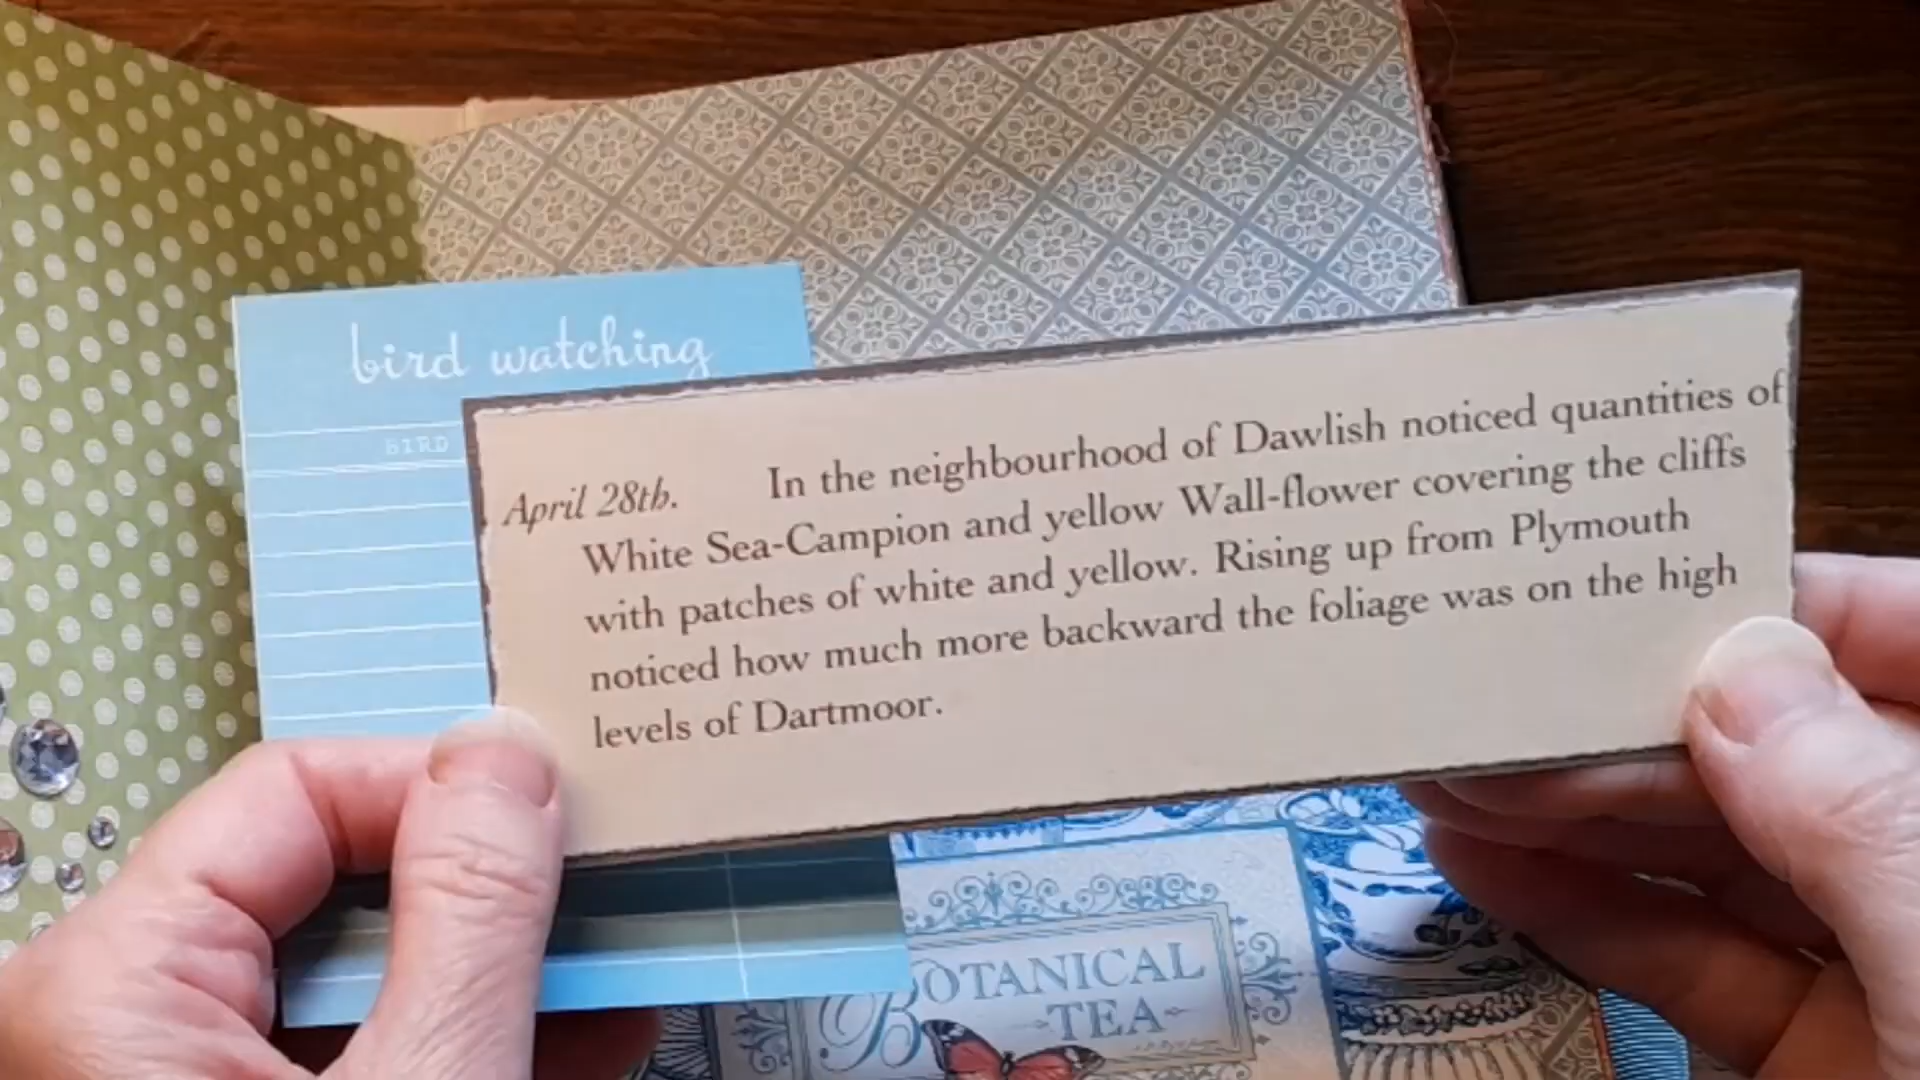 bird watching
BIRD
April 28th. In the neighbourhood of Dawlish noticed quantities of
White Sea-Campion and yellow Wall-flower covering the cliffs
with patches of white and yellow. Rising up from Plymouth
noticed how much more backward the foliage was on the high
levels of Dartmoor.
BOTANICAL
TEA